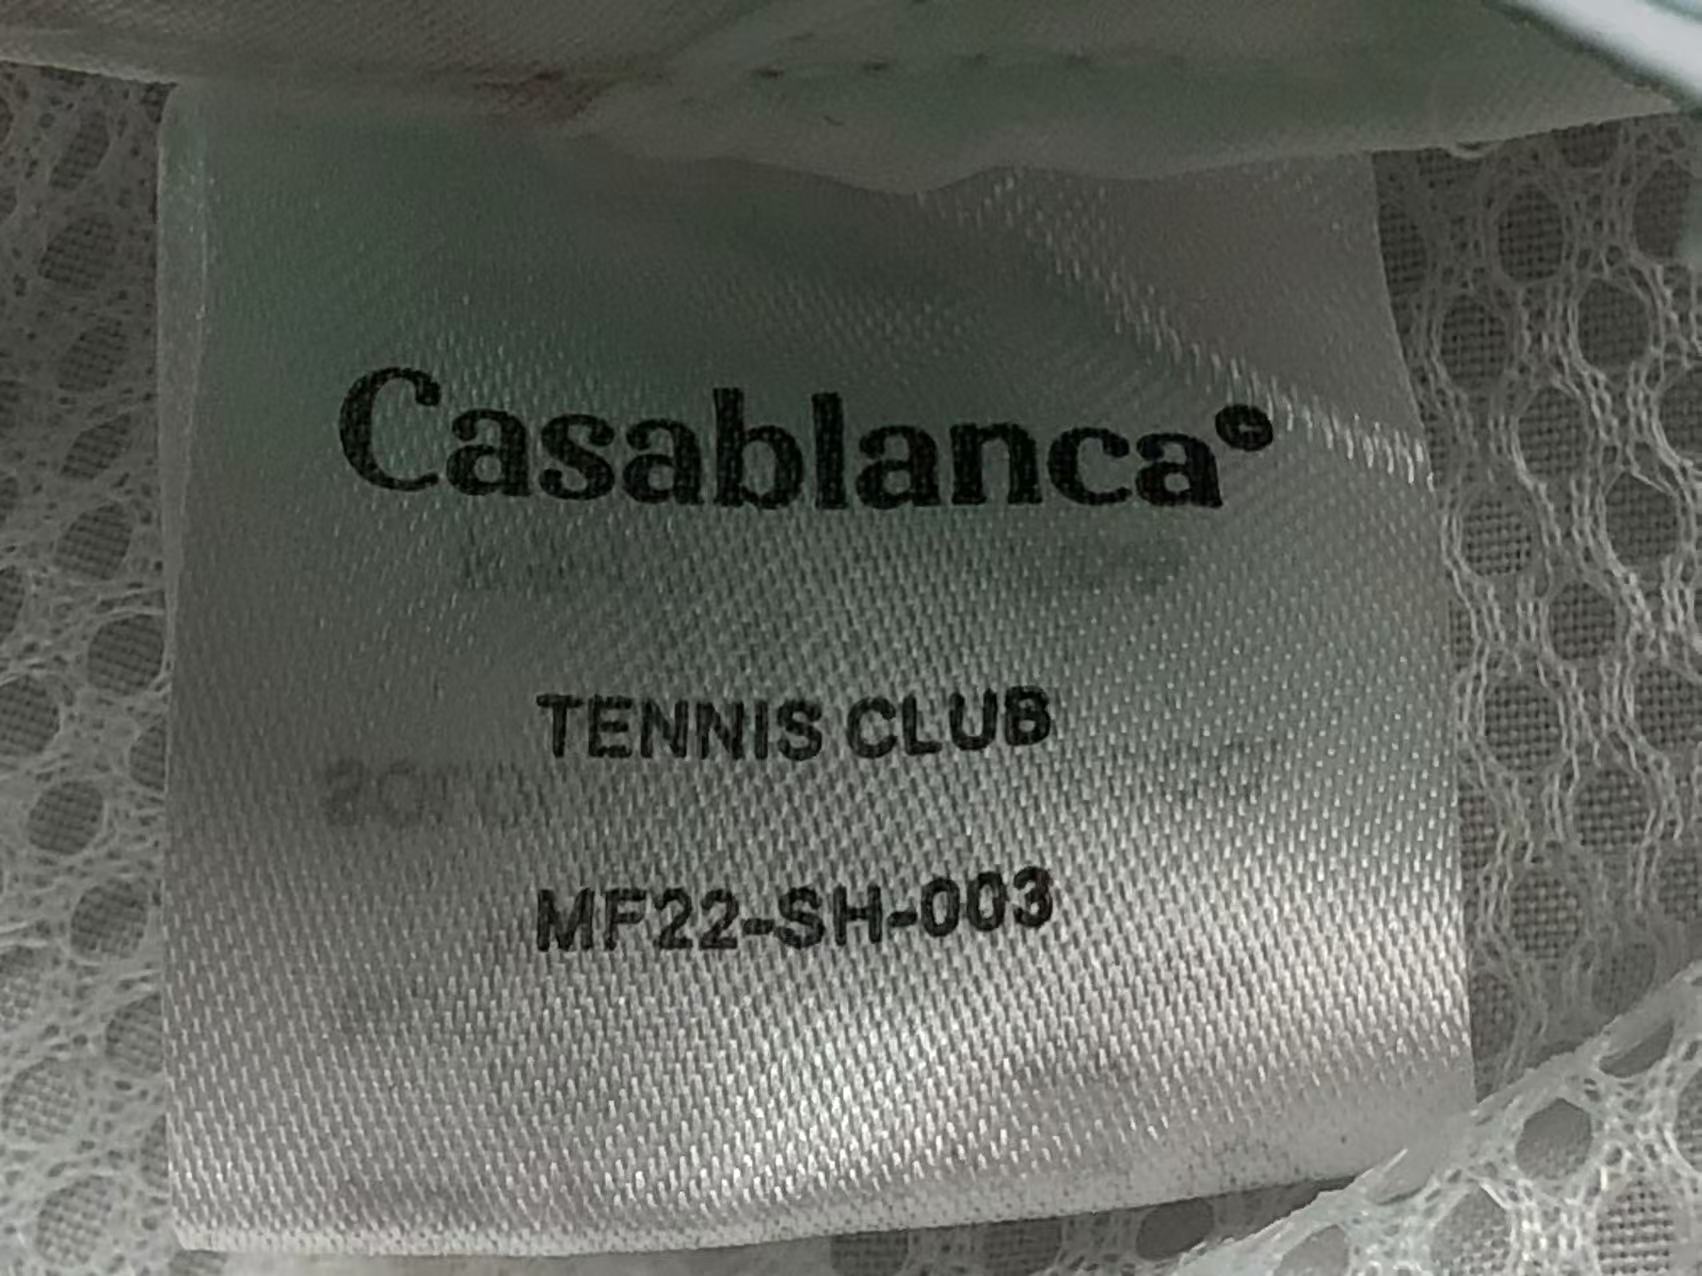 Casablanca©
TENNIS CLUB
MF22-SH-003